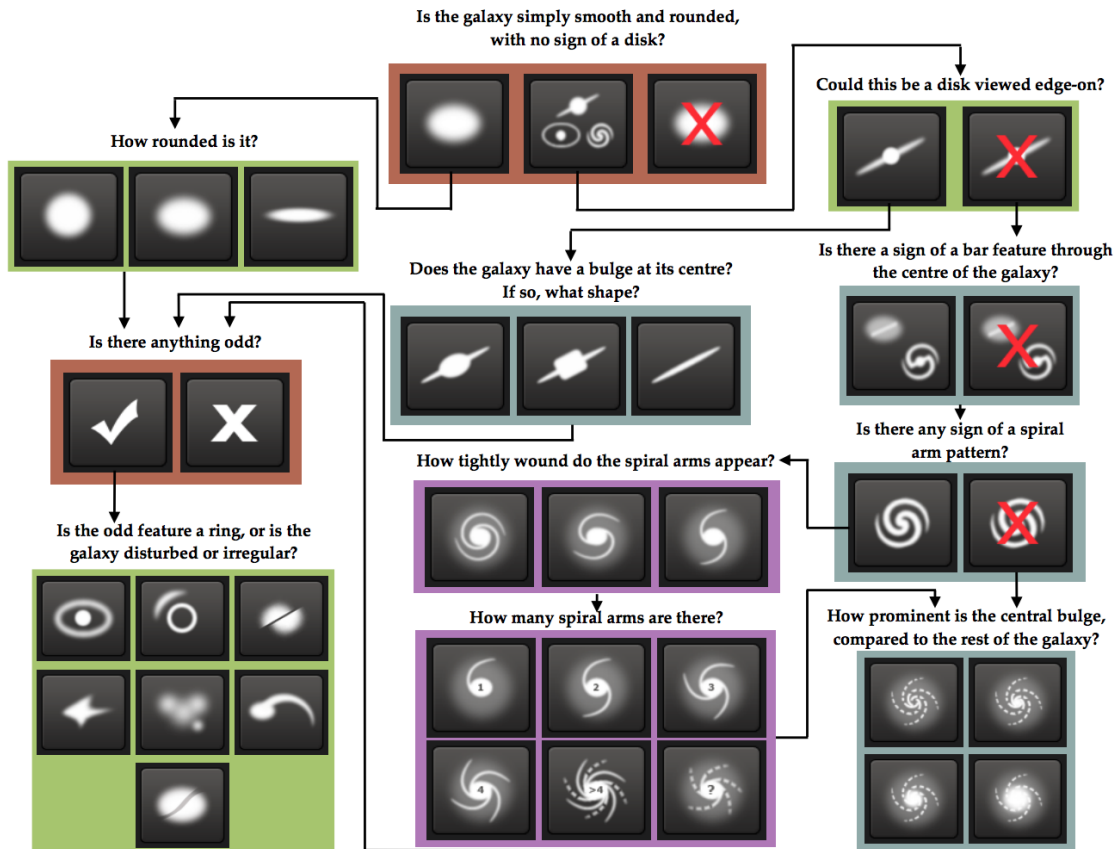 Is the galaxy simply smooth and rounded,
with no sign of a disk?
Could this be a disk viewed edge-on?
How rounded is it?
Does the galaxy have a bulge at its centre?
If so, what shape?
Is there a sign of a bar feature through
the centre of the galaxy?
Is there anything odd?
Is there any sign of a spiral
arm pattern?
How tightly wound do the spiral arms appear?
Is the odd feature a ring, or is the
galaxy disturbed or irregular?
How many spiral arms are there?
1
2
3
4
>4
?
How prominent is the central bulge,
compared to the rest of the galaxy?